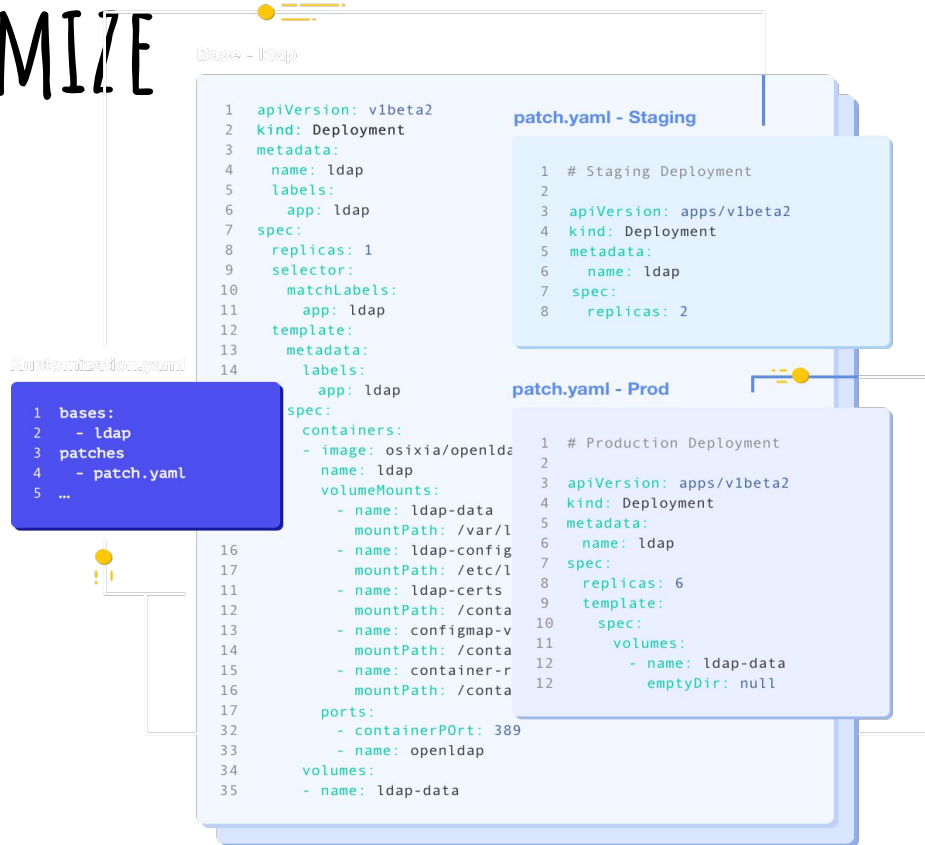 MIZE
Base - ldap
1 apiVersion: v1beta2
2 kind: Deployment
3 metadata:
4 name: ldap
5 labels:
6 app: ldap
7 spec:
8 replicas: 1
9 selector:
10 matchLabels:
11 app: ldap
12 template:
13 metadata:
14 labels:
app: ldap
spec:
containers:
- image: osixia/openlda
name: ldap
volumeMounts:
- name: ldap-data
mountPath: /var/l
16 - name: ldap-config
17 mountPath: /etc/l
11 - name: ldap-certs
12 mountPath: /conta
13 - name: configmap-v
14 mountPath: /conta
15 - name: container-r
16 mountPath: /conta
17 ports:
32 - containerPOrt: 389
33 - name: openldap
34 volumes:
35 - name: ldap-data
patch.yaml - Staging
1 # Staging Deployment
2
3 apiVersion: apps/v1beta2
4 kind: Deployment
5 metadata:
6 name: ldap
7 spec:
8 replicas: 2
Kustomization.yaml
1 bases:
2 - ldap
3 patches
4 - patch.yaml
5 ...
patch.yaml - Prod
1 # Production Deployment
2
3 apiVersion: apps/v1beta2
4 kind: Deployment
5 metadata:
6 name: ldap
7 spec:
8 replicas: 6
9 template:
10 spec:
11 volumes:
12 - name: ldap-data
12 emptyDir: null